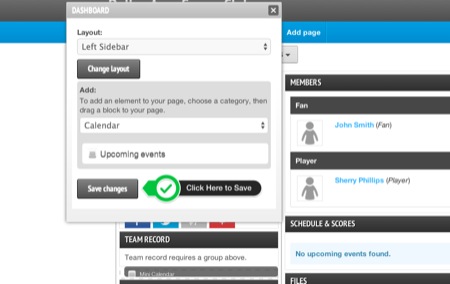 DASHBOARD
Layout:
Left Sidebar
Change layout
Add:
To add an element to your page, choose a category, then
drag a block to your page.
Calendar
Upcoming events
Save changes
Click Here to Save
Add page
MEMBERS
Fan
John Smith (Fan)
Player
Sherry Phillips (Player)
SCHEDULE & SCORES
No upcoming events found.
FILES
TEAM RECORD
Team record requires a group above.
Mini Calendar